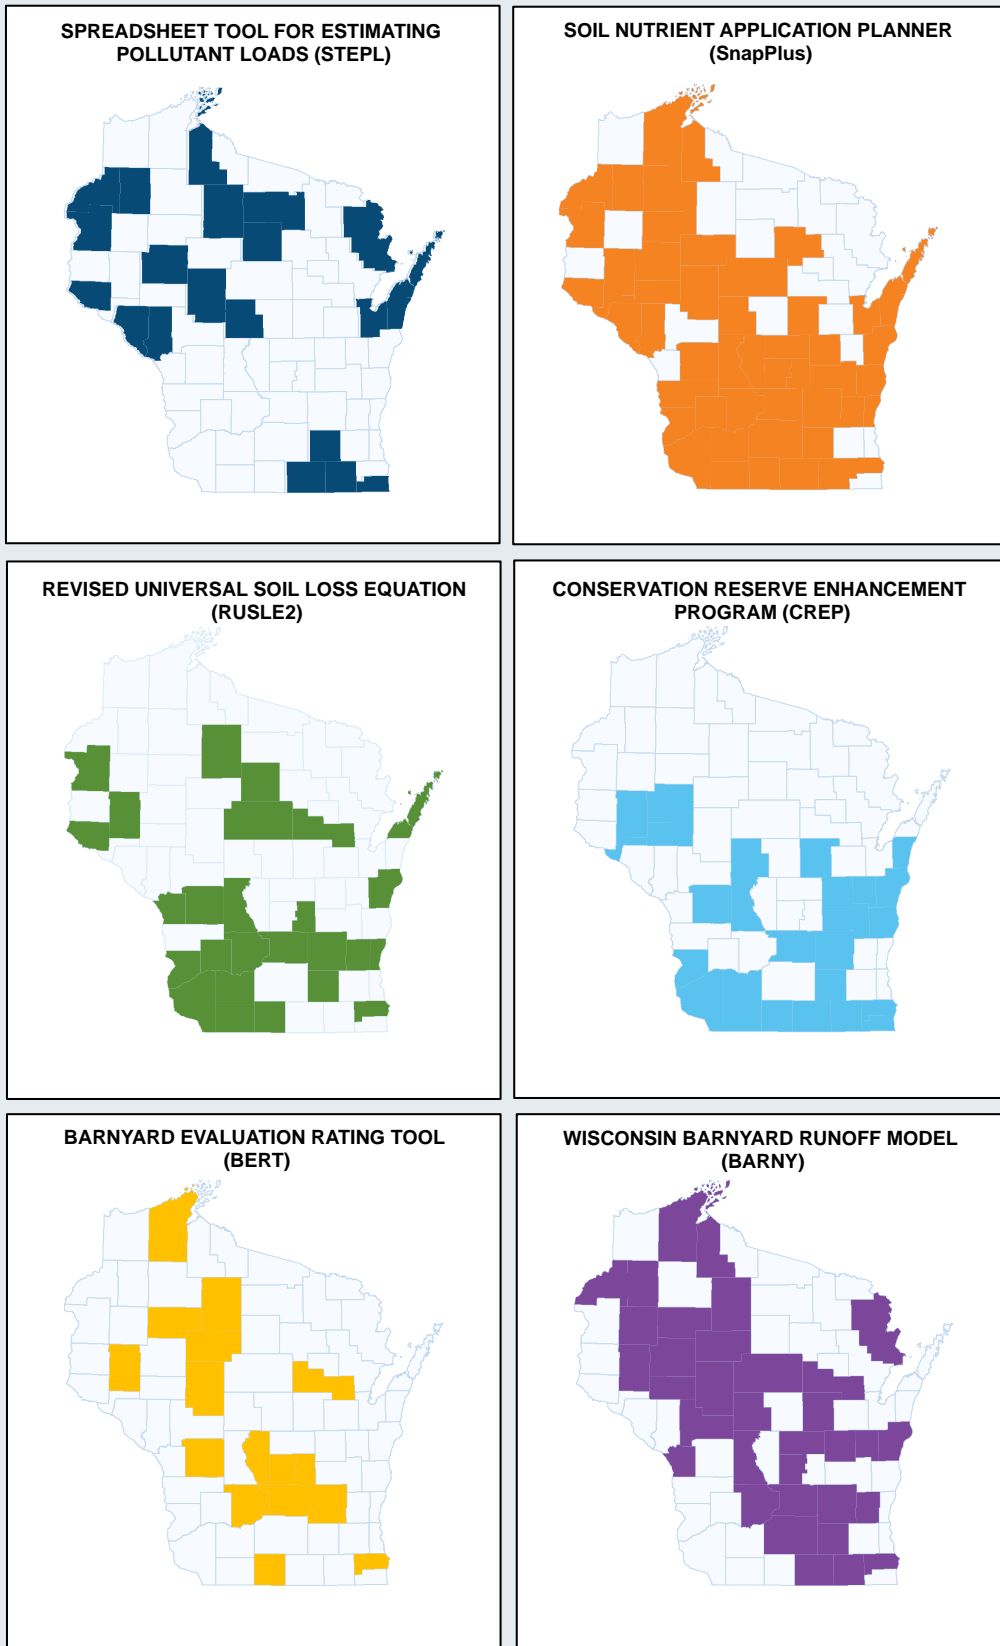 SPREADSHEET TOOL FOR ESTIMATING
POLLUTANT LOADS (STEPL)
SOIL NUTRIENT APPLICATION PLANNER
(SnapPlus)
REVISED UNIVERSAL SOIL LOSS EQUATION
(RUSLE2)
CONSERVATION RESERVE ENHANCEMENT
PROGRAM (CREP)
BARNYARD EVALUATION RATING TOOL
(BERT)
WISCONSIN BARNYARD RUNOFF MODEL
(BARNY)